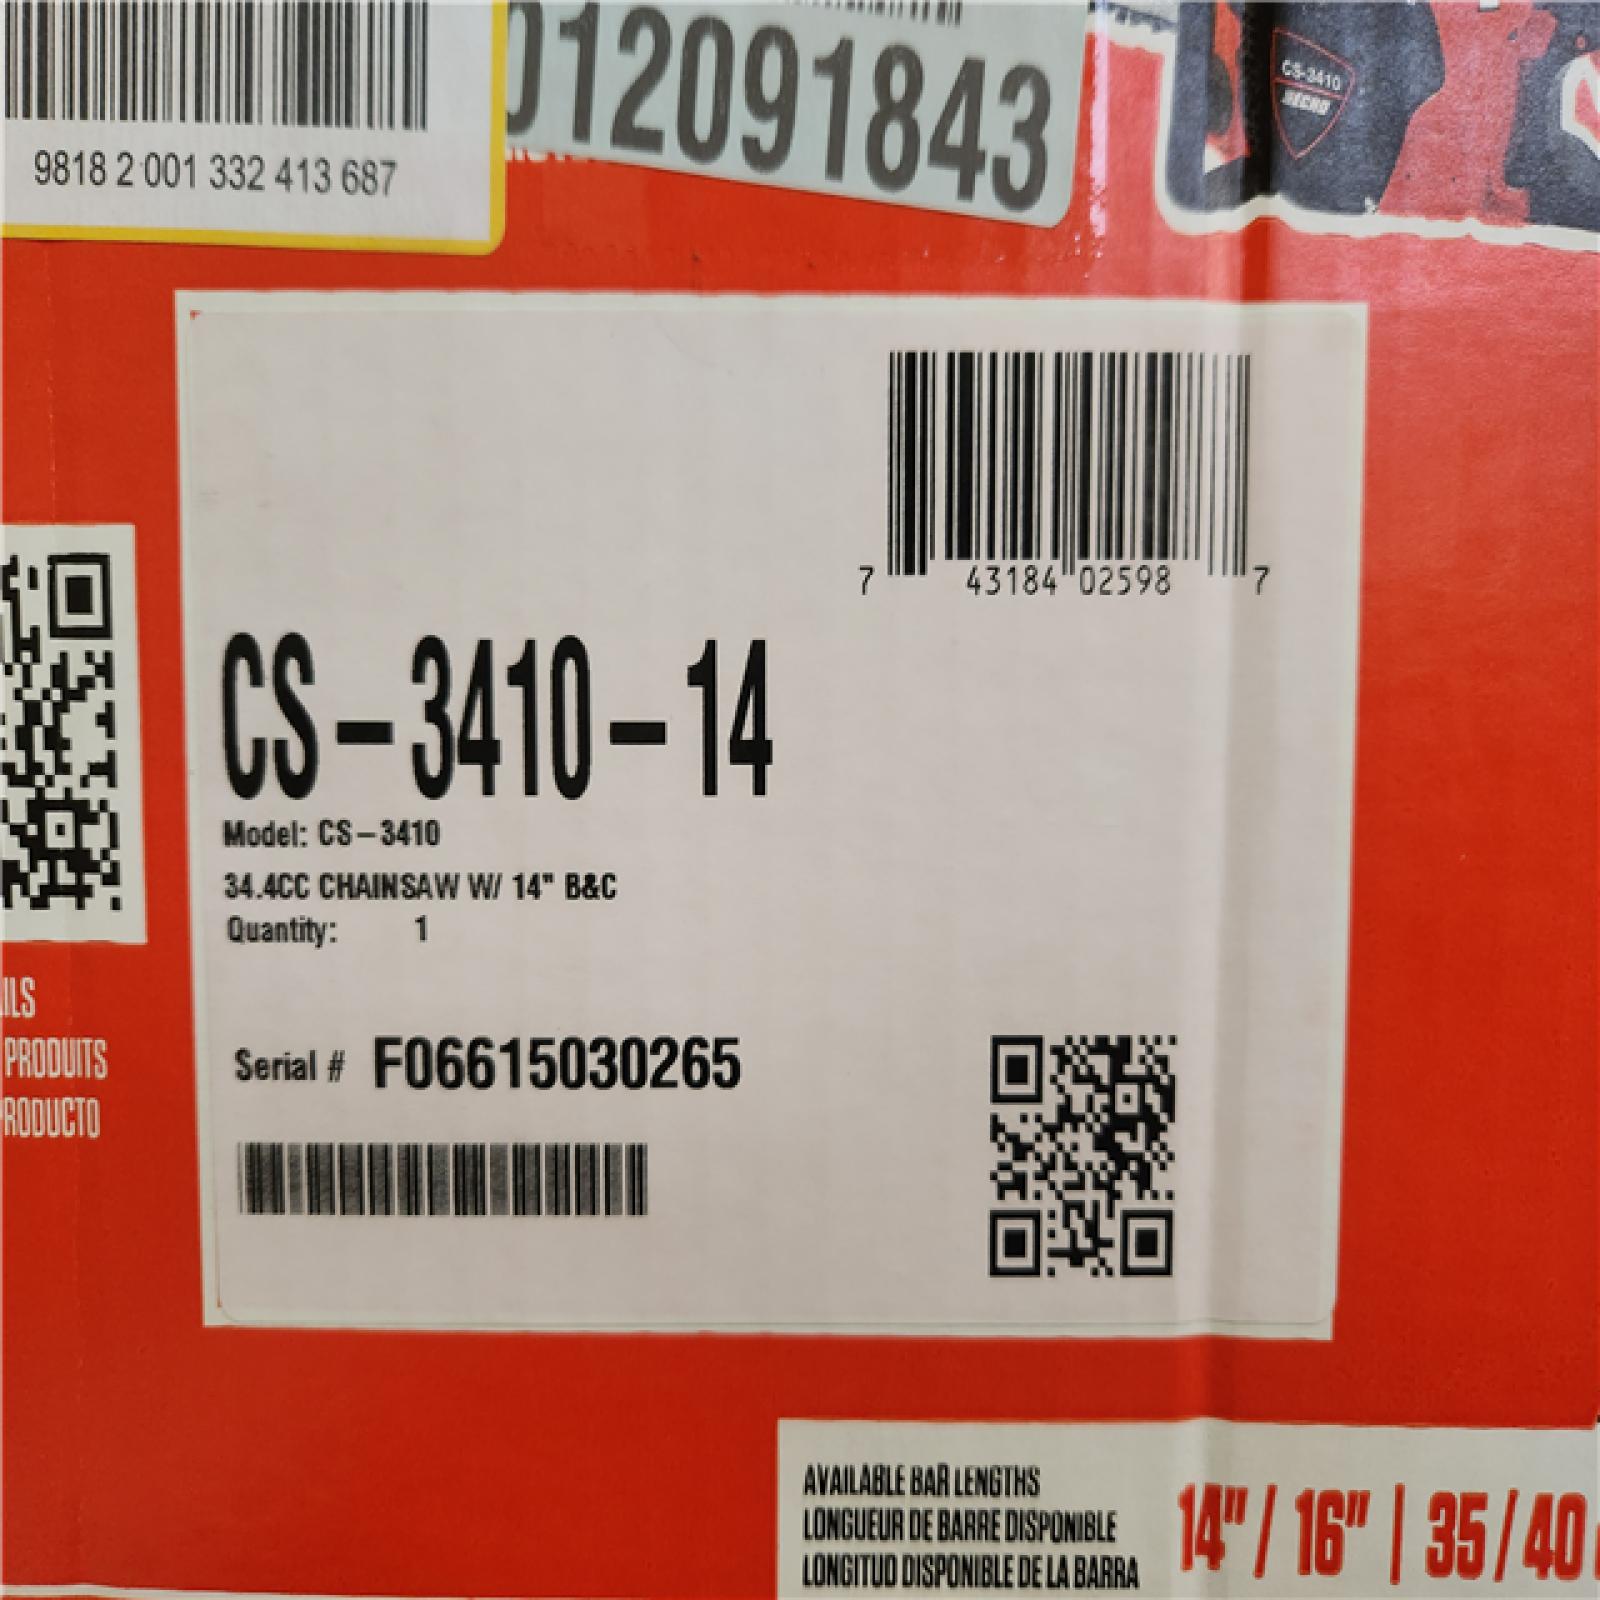 9818 2 001 332 413 687
012091843
CS-3410
ECHO
7 43184 02598 7
CS-3410-14
Model: CS-3410
34.4CC CHAINSAW W/ 14" B&C
Quantity: 1
Serial # F06615030265
ILS
PRODUITS
PRODUCTO
AVAILABLE BAR LENGTHS
LONGUEUR DE BARRE DISPONIBLE
LONGITUD DISPONIBLE DE LA BARRA
14" / 16" | 35/40